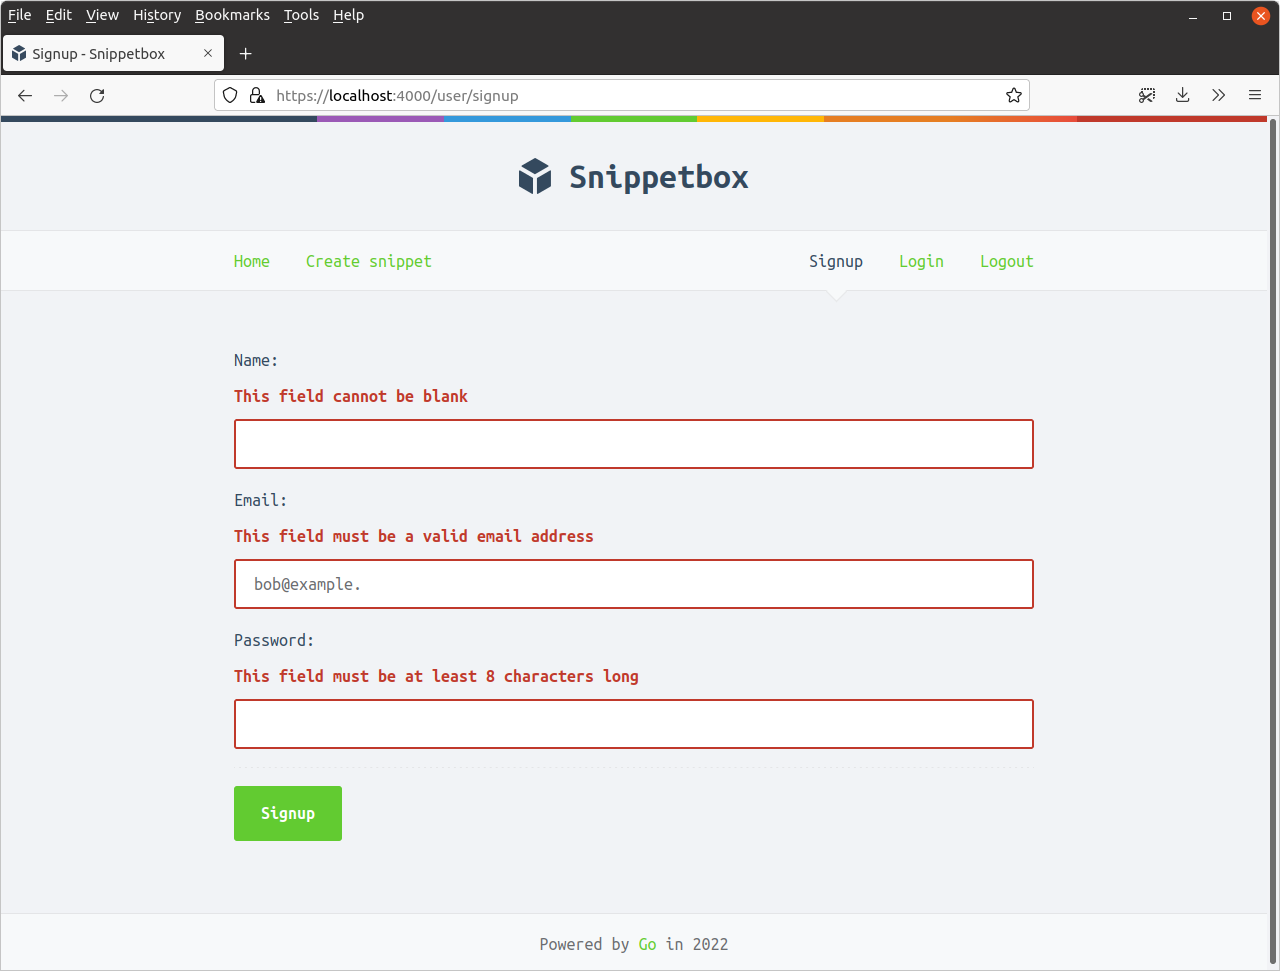 File Edit View History Bookmarks Tools Help
Signup - Snippetbox
https://localhost:4000/user/signup
Snippetbox
Home Create snippet Signup Login Logout
Name:
This field cannot be blank
Email:
This field must be a valid email address
bob@example.
Password:
This field must be at least 8 characters long
Signup
Powered by Go in 2022